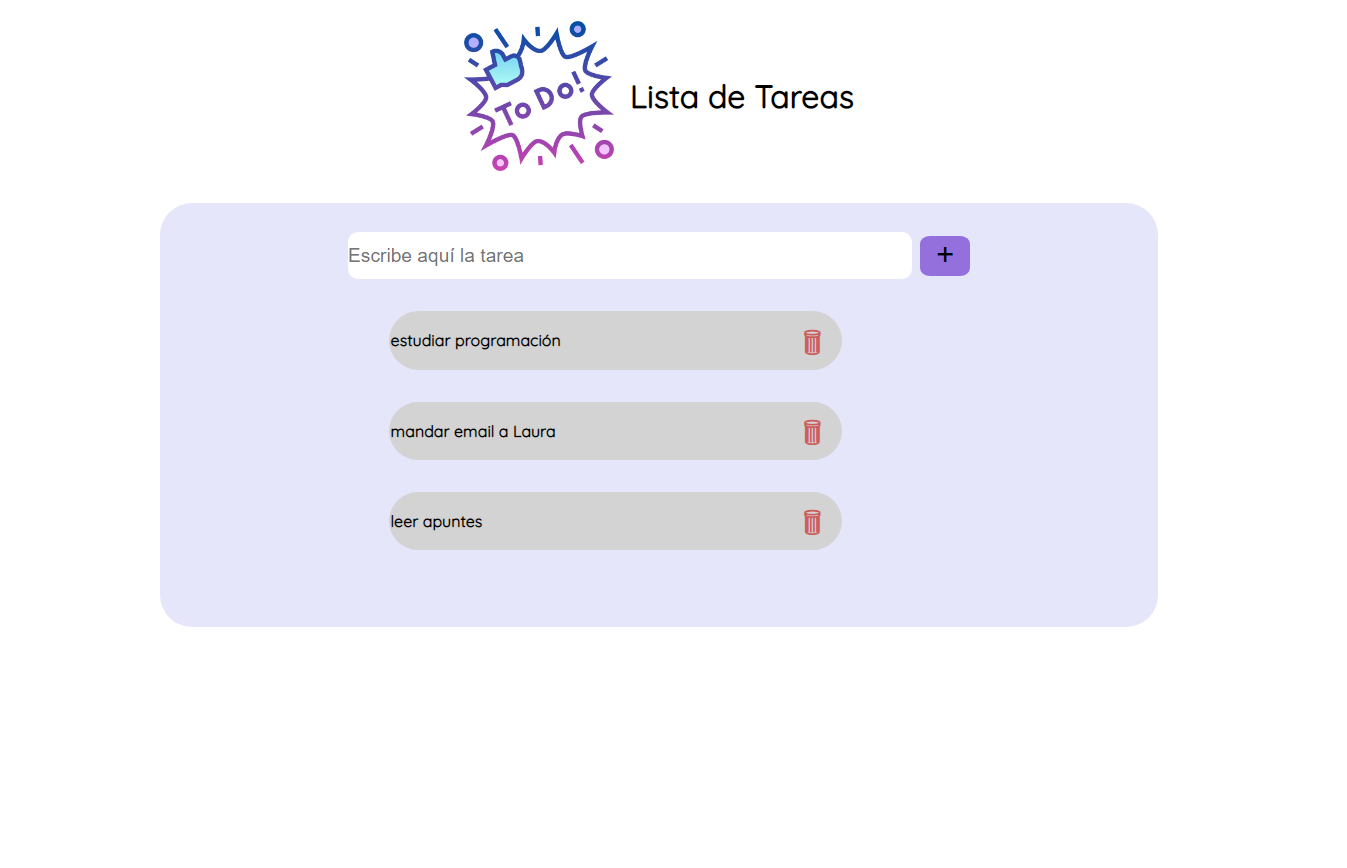 TO DO!
Lista de Tareas
Escribe aquí la tarea
+
estudiar programación
mandar email a Laura
leer apuntes